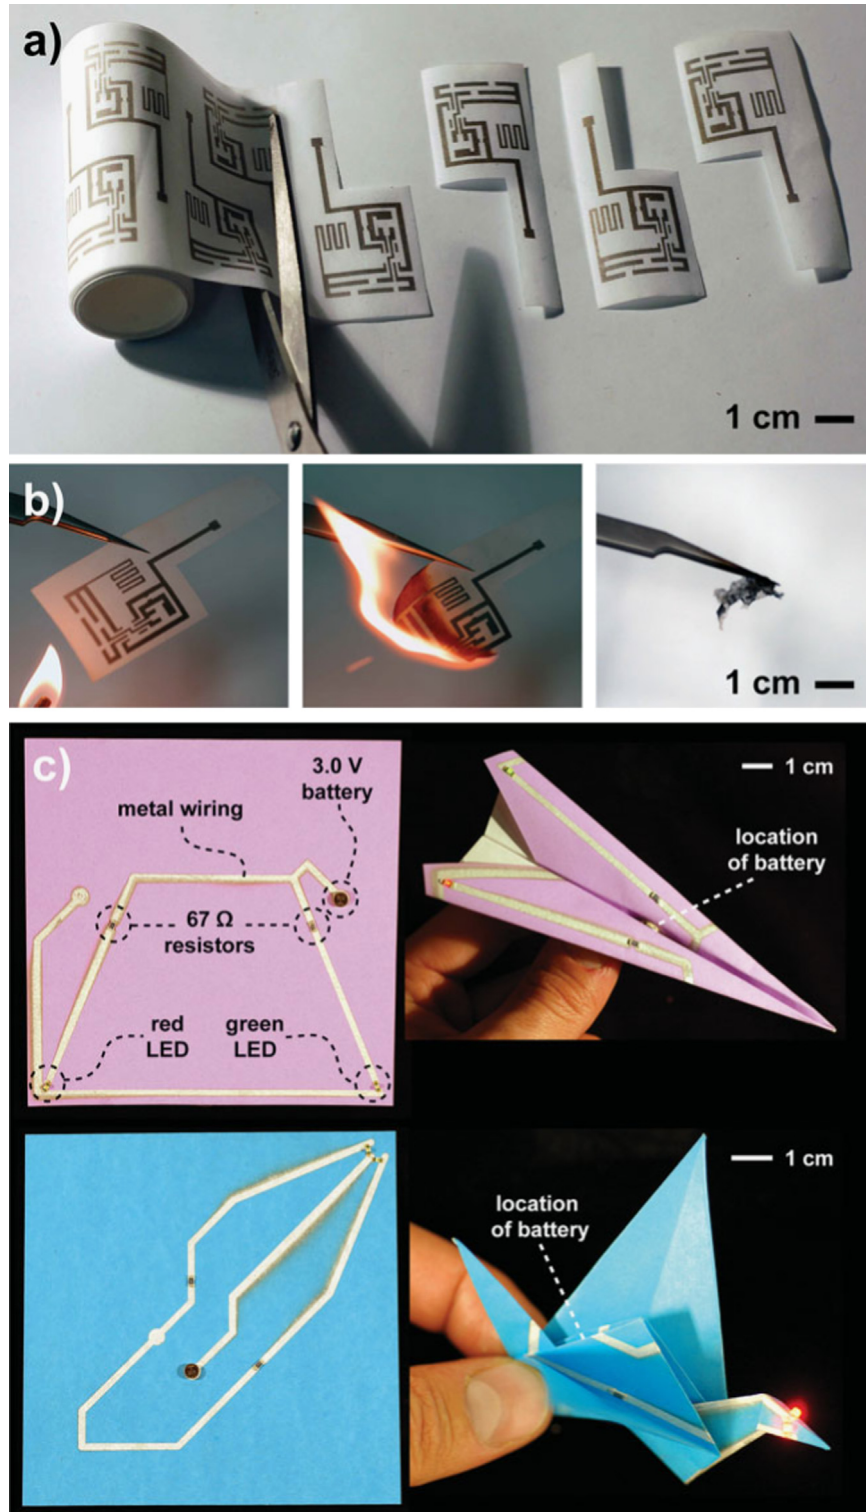 a)
1 cm
b)
1 cm
c)
3.0 V
battery
metal wiring
67 Ω
resistors
red
LED
green
LED
1 cm
location
of battery
1 cm
location
of battery